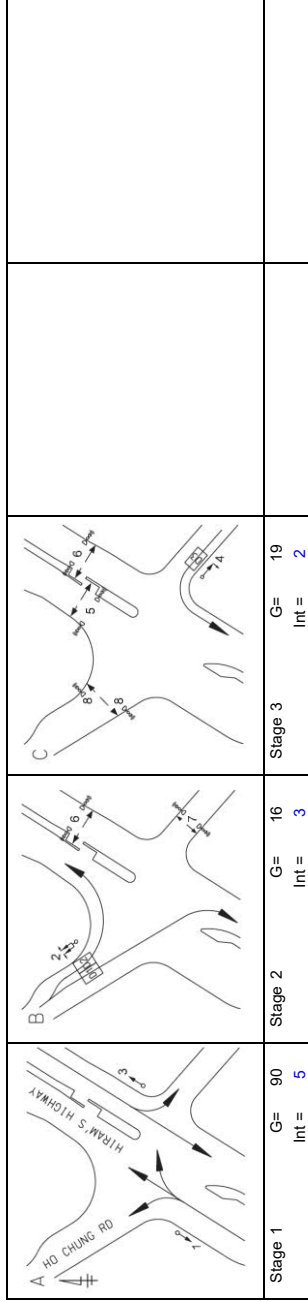 A
HO CHUNG RD
HIRAM'S HIGHWAY
3
1
Stage 1
G= 90
Int = 5
B
2
6
7
Stage 2
G= 16
Int = 3
C
8
8
5
6
4
Stage 3
G= 19
Int = 2